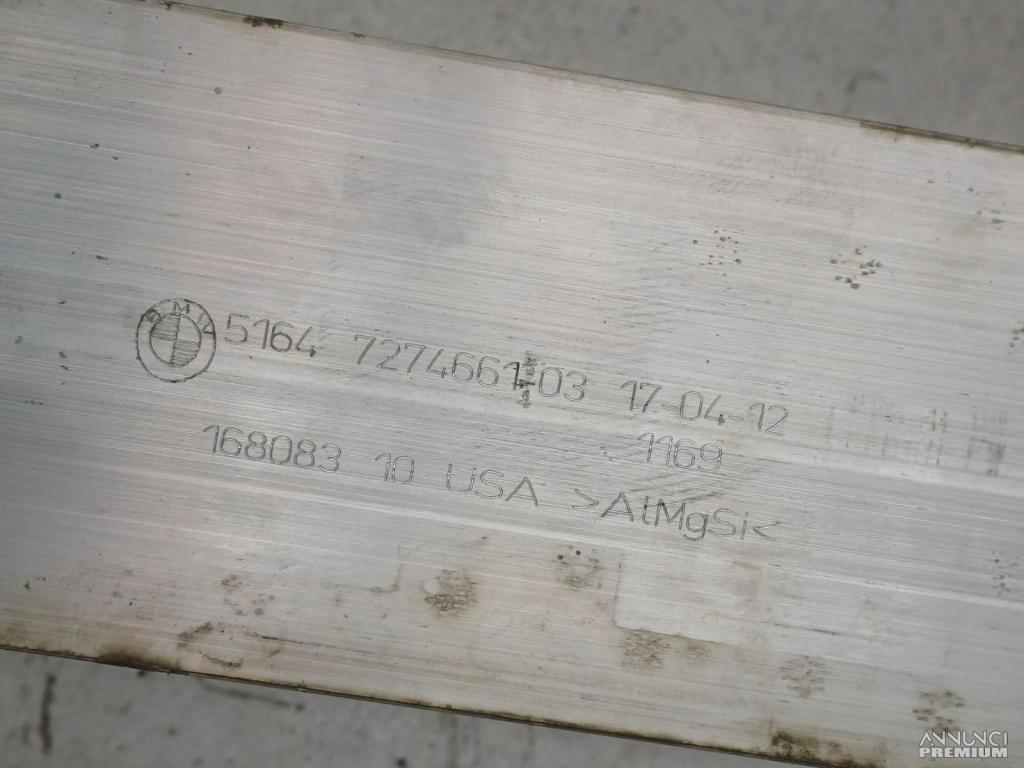 BMW 5164 7274661-03 17-04-12
1169
168083 10 USA >AlMgSi<
ANNUNCI
PREMIUM